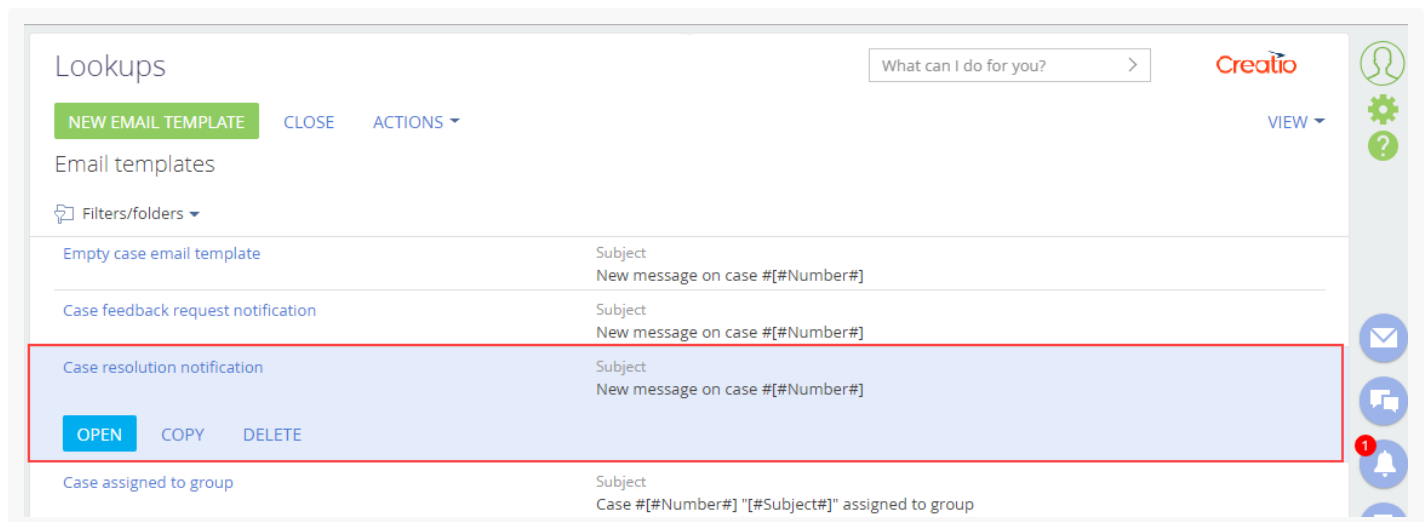 Lookups
What can I do for you?
Creatio
NEW EMAIL TEMPLATE CLOSE ACTIONS
VIEW
Email templates
Filters/folders
Empty case email template
Subject
New message on case #[#Number#]
Case feedback request notification
Subject
New message on case #[#Number#]
Case resolution notification
Subject
New message on case #[#Number#]
OPEN COPY DELETE
1
Case assigned to group
Subject
Case #[#Number#] "[#Subject#]" assigned to group